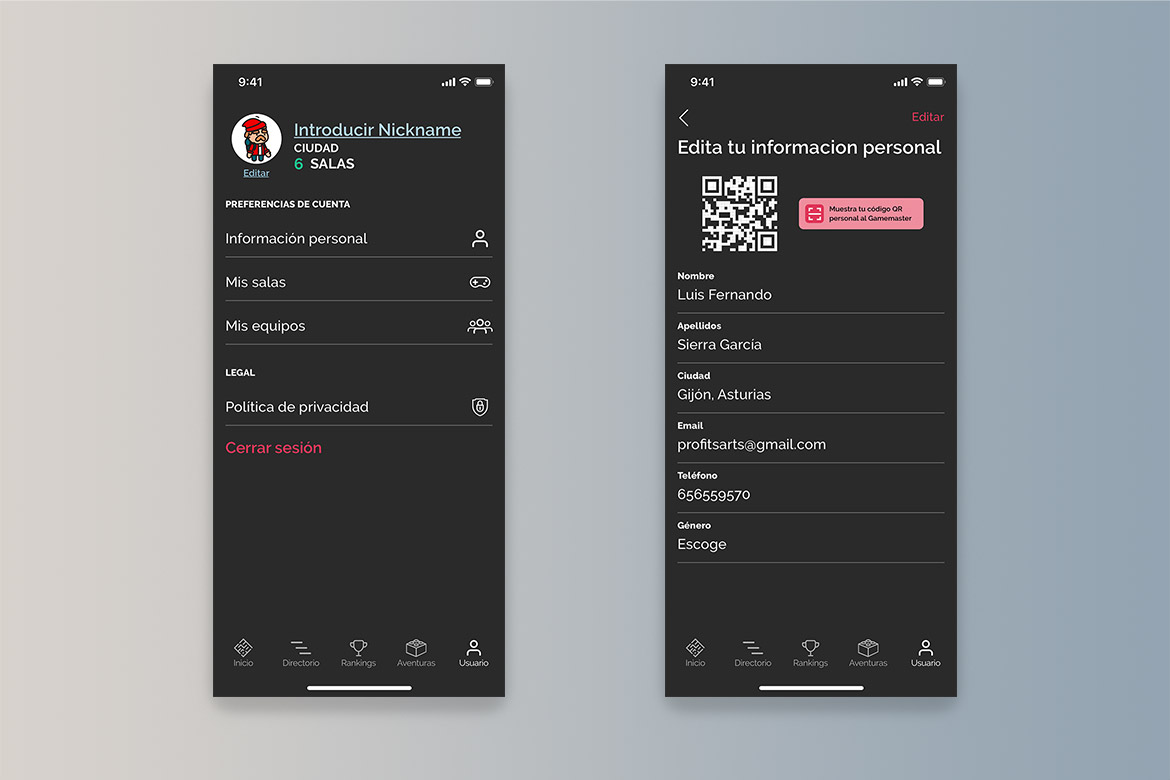 9:41
Introducir Nickname
CIUDAD
6 SALAS
Editar
PREFERENCIAS DE CUENTA
Información personal
Mis salas
Mis equipos
LEGAL
Política de privacidad
Cerrar sesión
Inicio
Directorio
Rankings
Aventuras
Usuario
9:41
Editar
Edita tu informacion personal
Muestra tu código QR
personal al Gamemaster
Nombre
Luis Fernando
Apellidos
Sierra García
Ciudad
Gijón, Asturias
Email
profitsarts@gmail.com
Teléfono
656559570
Género
Escoge
Inicio
Directorio
Rankings
Aventuras
Usuario